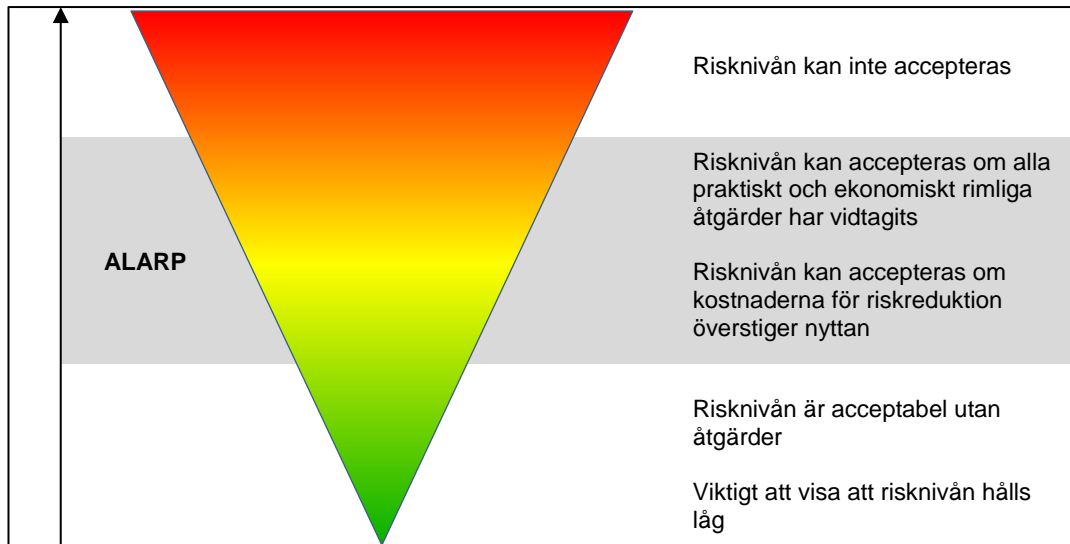 Risknivån kan inte accepteras
Risknivån kan accepteras om alla
praktiskt och ekonomiskt rimliga
åtgärder har vidtagits
ALARP
Risknivån kan accepteras om
kostnaderna för riskreduktion
överstiger nyttan
Risknivån är acceptabel utan
åtgärder
Viktigt att visa att risknivån hålls
låg